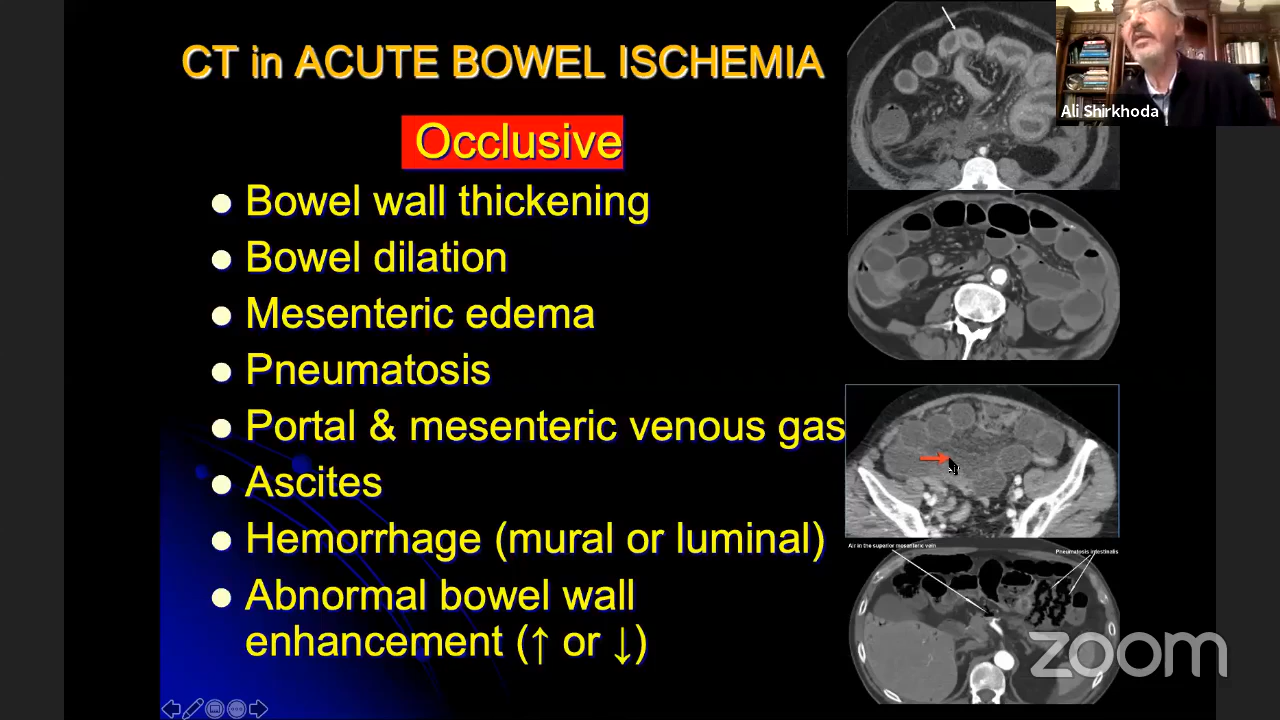 CT in ACUTE BOWEL ISCHEMIA
Ali Shirkhoda
Occlusive
Bowel wall thickening
Bowel dilation
Mesenteric edema
Pneumatosis
Portal & mesenteric venous gas
Ascites
Hemorrhage (mural or luminal)
Abnormal bowel wall
enhancement (↑ or ↓)
Air in the superior mesenteric vein
Pneumatosis intestinalis
zoom